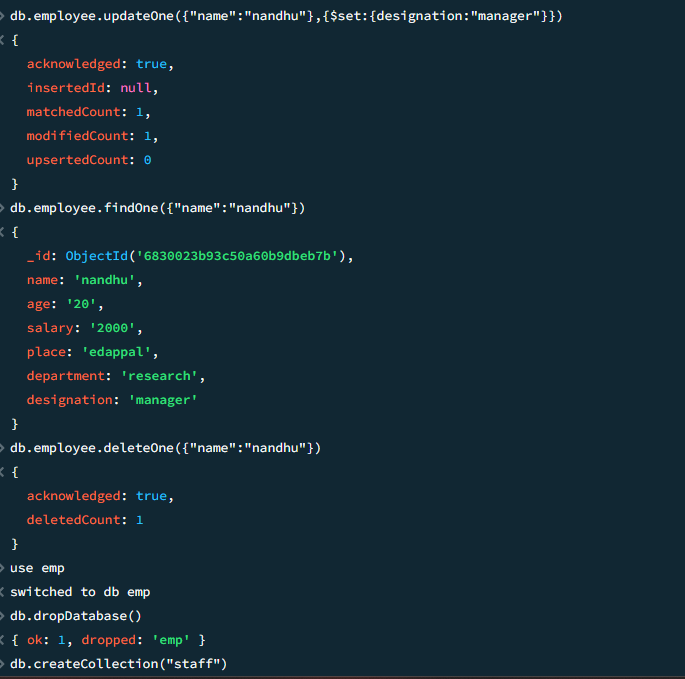 > db.employee.updateOne({"name":"nandhu"},{$set:{designation:"manager"}})
< {
acknowledged: true,
insertedId: null,
matchedCount: 1,
modifiedCount: 1,
upsertedCount: 0
}
> db.employee.findOne({"name":"nandhu"})
< {
_id: ObjectId('6830023b93c50a60b9dbeb7b'),
name: 'nandhu',
age: '20',
salary: '2000',
place: 'edappal',
department: 'research',
designation: 'manager'
}
> db.employee.deleteOne({"name":"nandhu"})
< {
acknowledged: true,
deletedCount: 1
}
> use emp
< switched to db emp
> db.dropDatabase()
< { ok: 1, dropped: 'emp' }
> db.createCollection("staff")